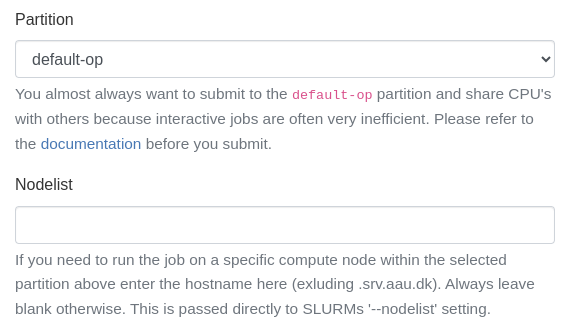 Partition
default-op
You almost always want to submit to the default-op partition and share CPU's
with others because interactive jobs are often very inefficient. Please refer to
the documentation before you submit.
Nodelist
If you need to run the job on a specific compute node within the selected
partition above enter the hostname here (exluding .srv.aau.dk). Always leave
blank otherwise. This is passed directly to SLURMs '--nodelist' setting.